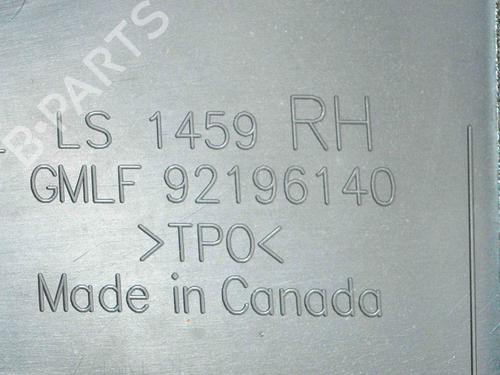 B-PARTS
LS 1459 RH
GMLF 92196140
>TPO<
Made in Canada